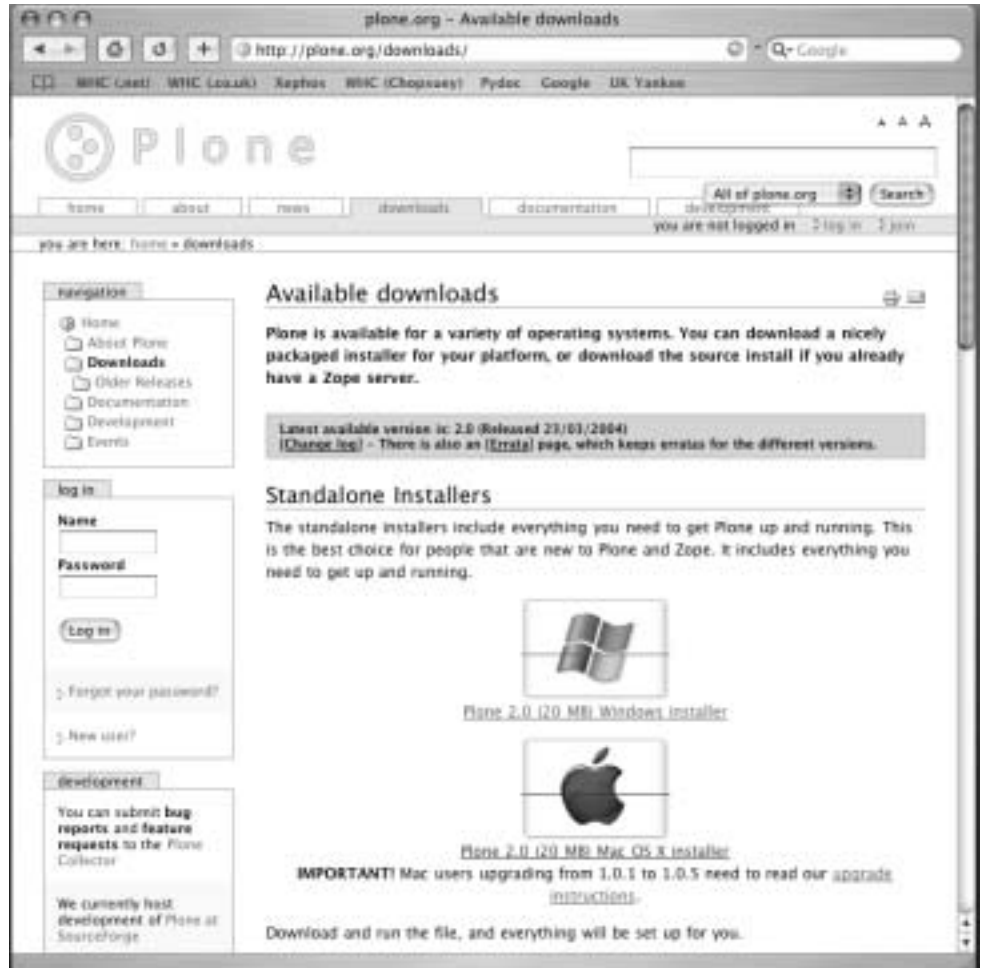 plone.org – Available downloads
http://plone.org/downloads/
Google
WHC (.net) WHC (.co.uk) Xephos WHC (Chopsuey) Pydoc Google UK Yankee
Plone
A A A
All of plone.org Search
home about news downloads documentation development
you are not logged in log in join
you are here: home » downloads
navigation
Home
About Plone
Downloads
Older Releases
Documentation
Development
Events
log in
Name
Password
Log in
Forgot your password?
New user?
development
You can submit bug
reports and feature
requests to the Plone
Collector
We currently host
development of Plone at
Sourceforge
Available downloads
Plone is available for a variety of operating systems. You can download a nicely
packaged installer for your platform, or download the source install if you already
have a Zope server.
Latest available version is: 2.0 (Released 23/03/2004)
[Change log] – There is also an [Errata] page, which keeps erratas for the different versions.
Standalone Installers
The standalone installers include everything you need to get Plone up and running. This
is the best choice for people that are new to Plone and Zope. It includes everything you
need to get up and running.
Plone 2.0 (20 MB) Windows installer
Plone 2.0 (20 MB) Mac OS X installer
IMPORTANT! Mac users upgrading from 1.0.1 to 1.0.5 need to read our upgrade
instructions.
Download and run the file, and everything will be set up for you.